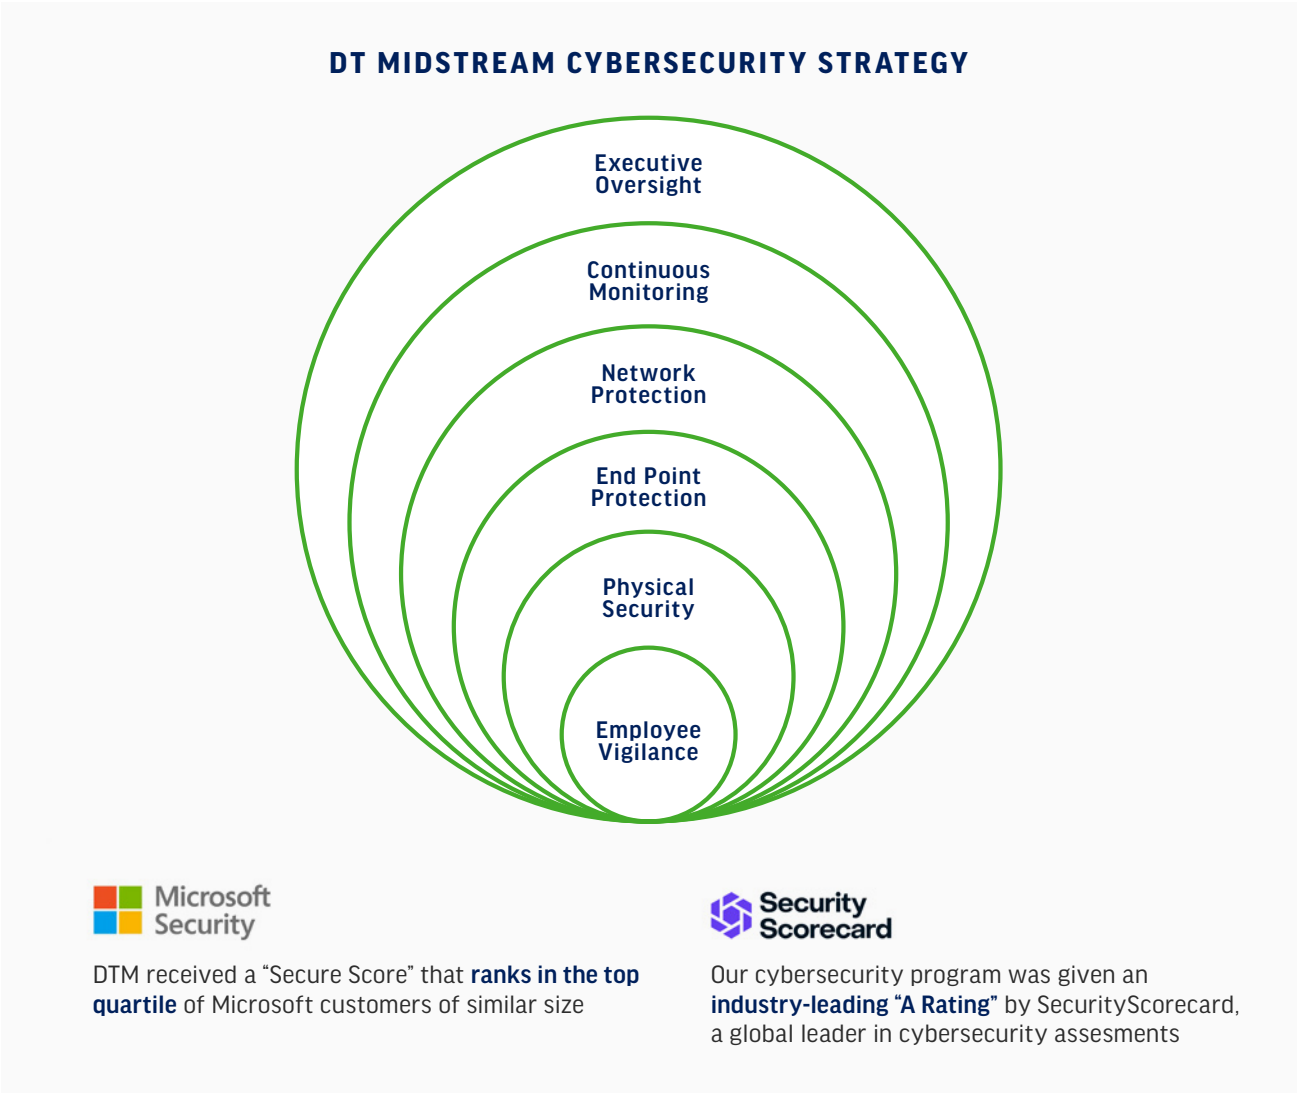 DT MIDSTREAM CYBERSECURITY STRATEGY
Executive
Oversight
Continuous
Monitoring
Network
Protection
End Point
Protection
Physical
Security
Employee
Vigilance
Microsoft
Security
DTM received a “Secure Score” that ranks in the top
quartile of Microsoft customers of similar size
Security
Scorecard
Our cybersecurity program was given an
industry-leading “A Rating” by SecurityScorecard,
a global leader in cybersecurity assesments